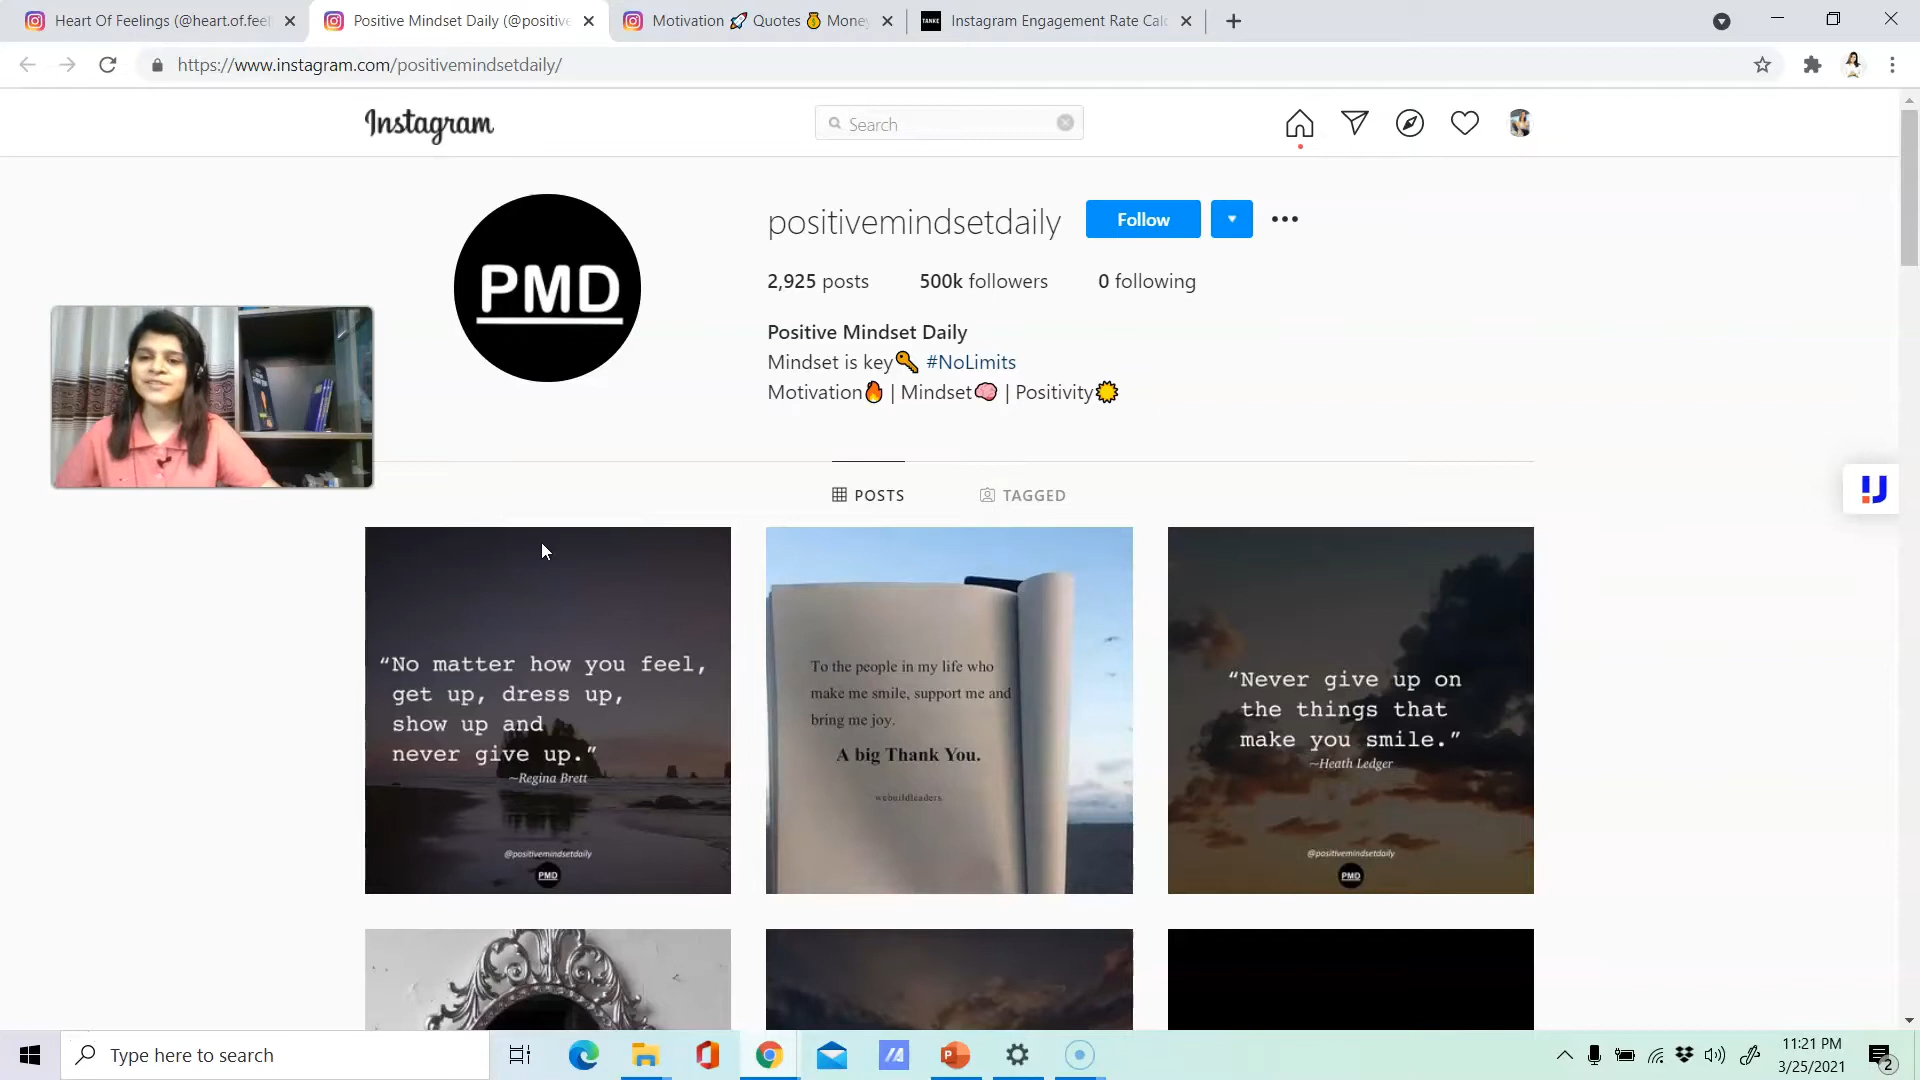 Heart Of Feelings (@heart.of.feel
Positive Mindset Daily (@positive
Motivation 🚀 Quotes 💰 Money
TANKE
Instagram Engagement Rate Calc
https://www.instagram.com/positivemindsetdaily/
Instagram
Search
positivemindsetdaily
Follow
2,925 posts 500k followers 0 following
Positive Mindset Daily
Mindset is key🔑 #NoLimits
Motivation🔥 | Mindset🧠 | Positivity☀️
PMD
POSTS
TAGGED
“No matter how you feel,
get up, dress up,
show up and
never give up.”
~Regina Brett
@positivemindsetdaily
PMD
To the people in my life who
make me smile, support me and
bring me joy.
A big Thank You.
webuildleaders
“Never give up on
the things that
make you smile.”
~Heath Ledger
@positivemindsetdaily
PMD
Type here to search
11:21 PM
3/25/2021
2